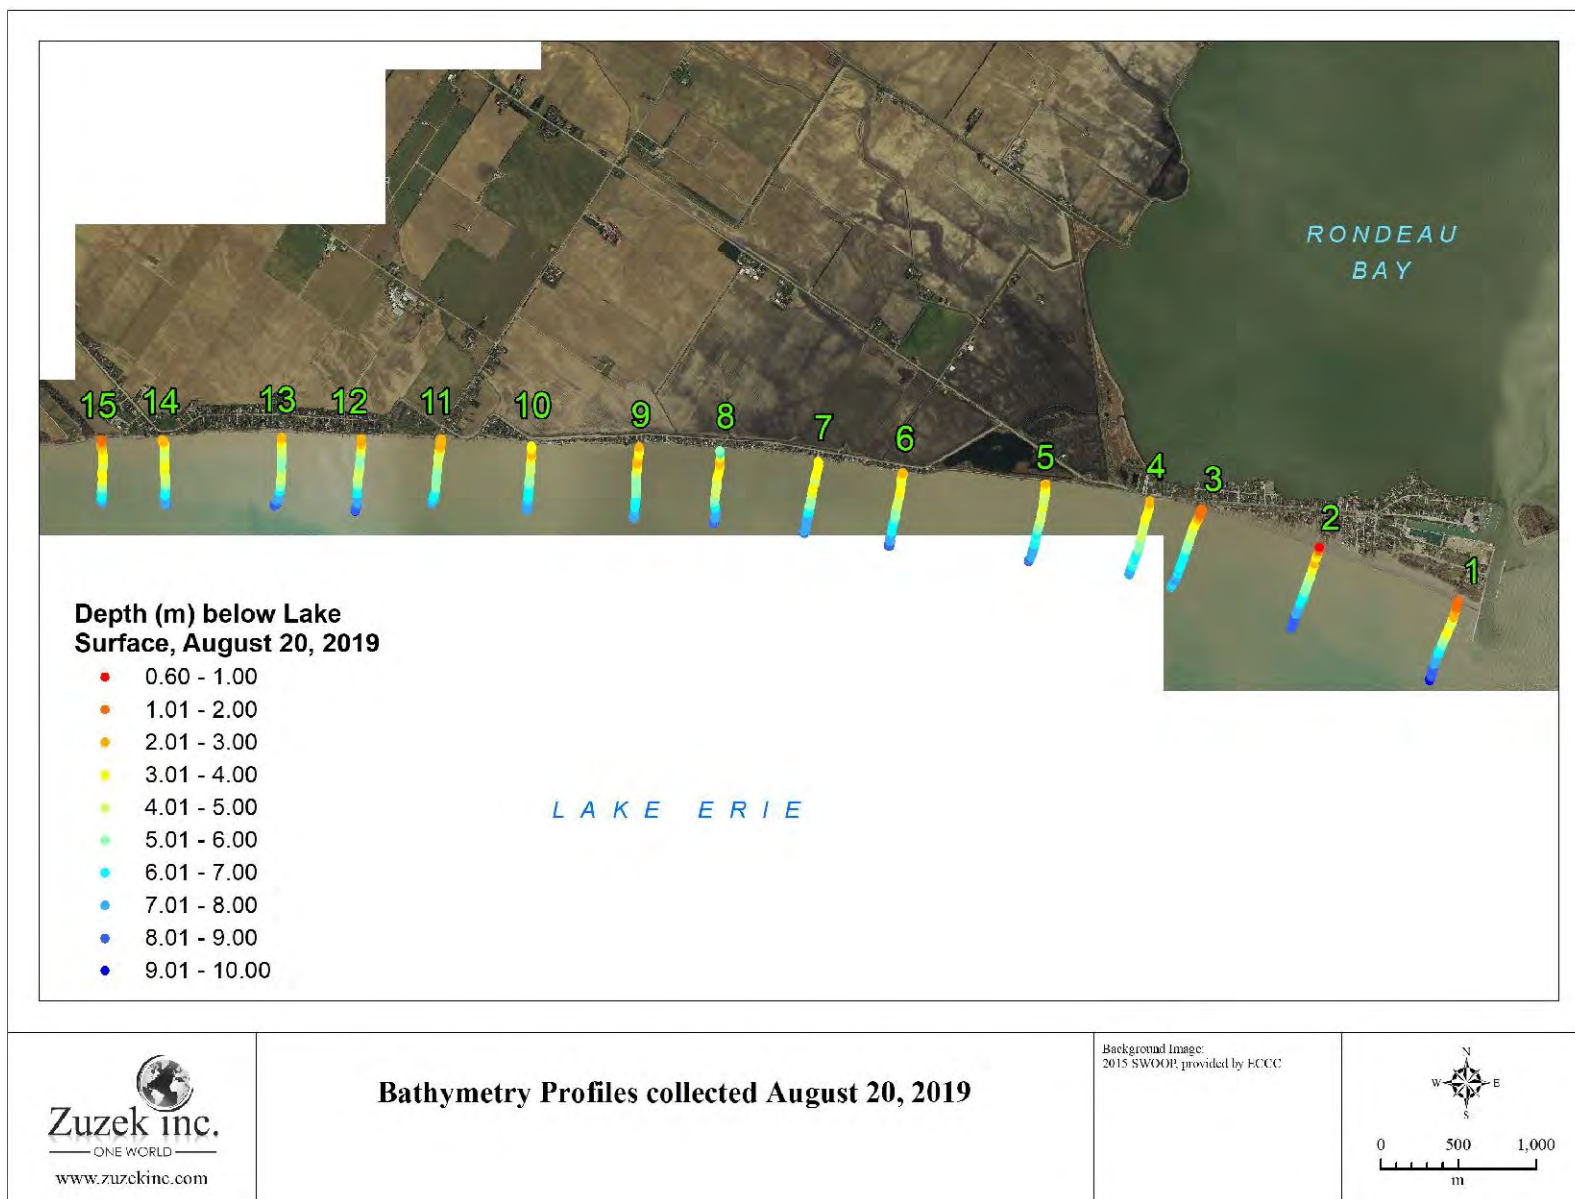 RONDEAU
BAY
15 14 13 12 11 10 9 8 7 6 5 4 3 2 1
Depth (m) below Lake
Surface, August 20, 2019
0.60 - 1.00
1.01 - 2.00
2.01 - 3.00
3.01 - 4.00
4.01 - 5.00
5.01 - 6.00
6.01 - 7.00
7.01 - 8.00
8.01 - 9.00
9.01 - 10.00
LAKE ERIE
Zuzek inc.
ONE WORLD
www.zuzekinc.com
Bathymetry Profiles collected August 20, 2019
Background Image:
2015 SWOOP, provided by ECCC
N
W E
S
0 500 1,000
m